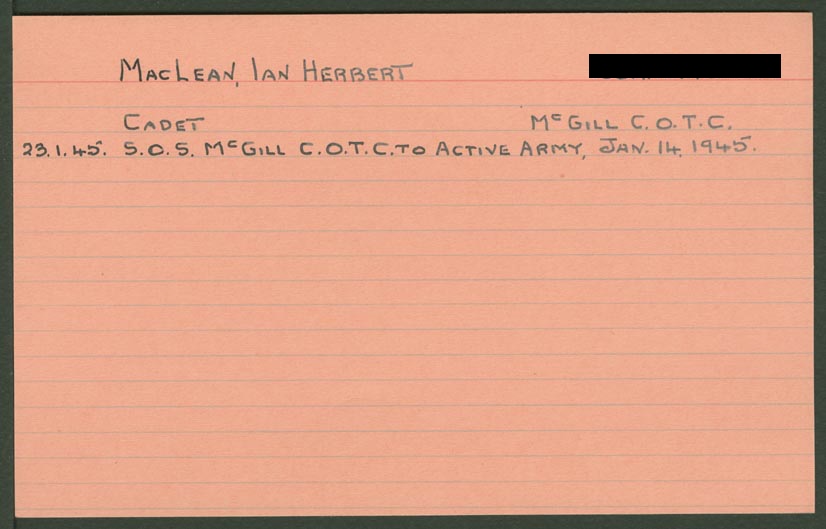 MacLean, Ian Herbert
Cadet McGill C.O.T.C.
23.1.45. S.O.S. McGill C.O.T.C. to Active Army, Jan. 14, 1945.